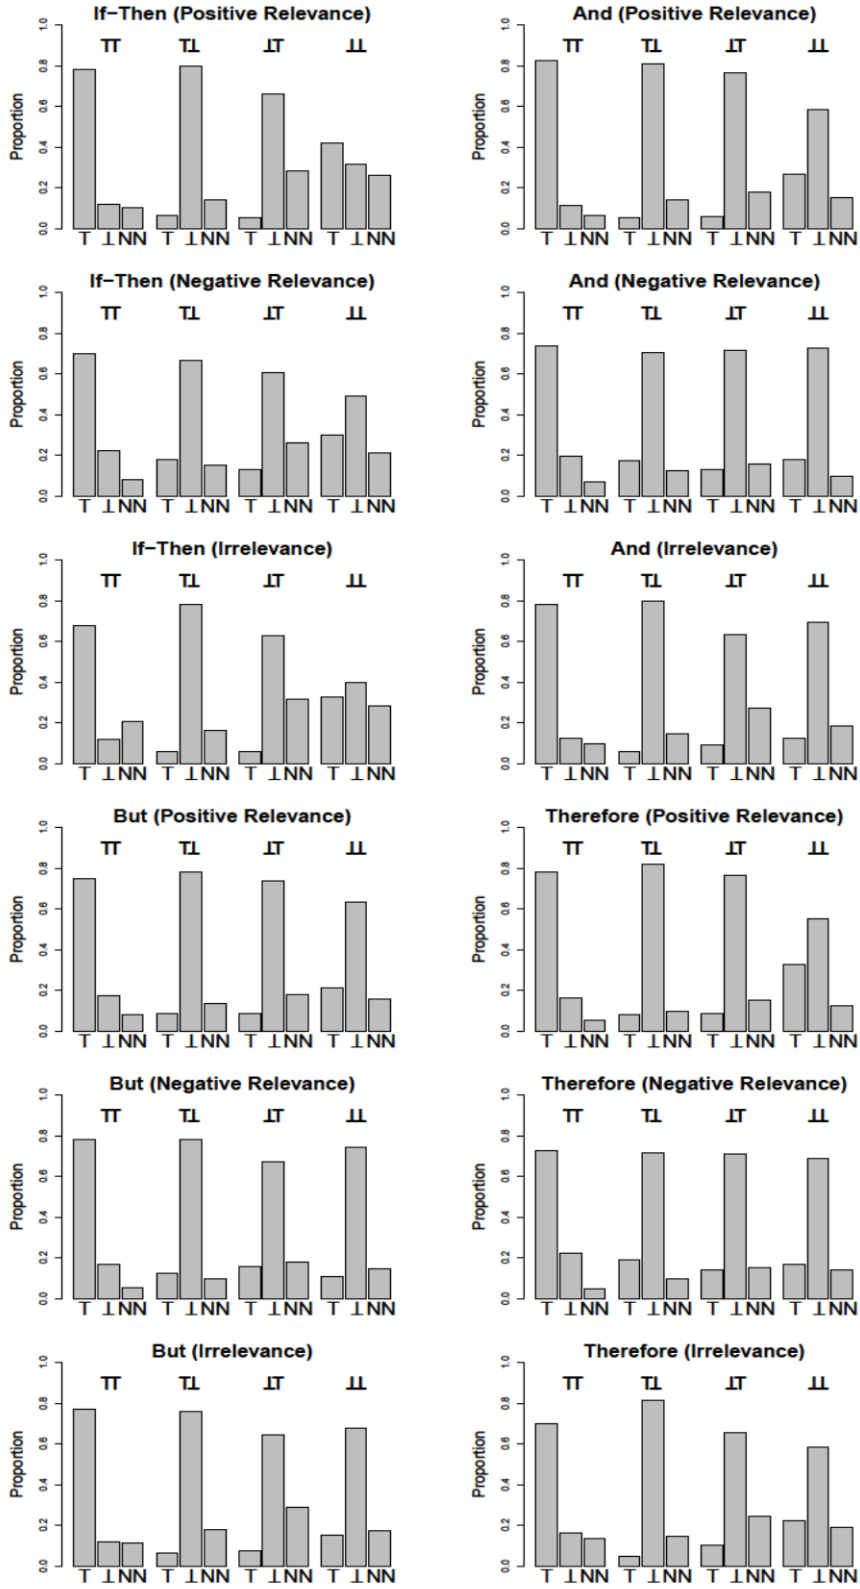 If−Then (Positive Relevance)
TT T⊥ ⊥T ⊥⊥
Proportion
0.0 0.2 0.4 0.6 0.8 1.0
T ⊥ NN T ⊥ NN T ⊥ NN T ⊥ NN
And (Positive Relevance)
TT T⊥ ⊥T ⊥⊥
Proportion
0.0 0.2 0.4 0.6 0.8 1.0
T ⊥ NN T ⊥ NN T ⊥ NN T ⊥ NN
If−Then (Negative Relevance)
TT T⊥ ⊥T ⊥⊥
Proportion
0.0 0.2 0.4 0.6 0.8 1.0
T ⊥ NN T ⊥ NN T ⊥ NN T ⊥ NN
And (Negative Relevance)
TT T⊥ ⊥T ⊥⊥
Proportion
0.0 0.2 0.4 0.6 0.8 1.0
T ⊥ NN T ⊥ NN T ⊥ NN T ⊥ NN
If−Then (Irrelevance)
TT T⊥ ⊥T ⊥⊥
Proportion
0.0 0.2 0.4 0.6 0.8 1.0
T ⊥ NN T ⊥ NN T ⊥ NN T ⊥ NN
And (Irrelevance)
TT T⊥ ⊥T ⊥⊥
Proportion
0.0 0.2 0.4 0.6 0.8 1.0
T ⊥ NN T ⊥ NN T ⊥ NN T ⊥ NN
But (Positive Relevance)
TT T⊥ ⊥T ⊥⊥
Proportion
0.0 0.2 0.4 0.6 0.8 1.0
T ⊥ NN T ⊥ NN T ⊥ NN T ⊥ NN
Therefore (Positive Relevance)
TT T⊥ ⊥T ⊥⊥
Proportion
0.0 0.2 0.4 0.6 0.8 1.0
T ⊥ NN T ⊥ NN T ⊥ NN T ⊥ NN
But (Negative Relevance)
TT T⊥ ⊥T ⊥⊥
Proportion
0.0 0.2 0.4 0.6 0.8 1.0
T ⊥ NN T ⊥ NN T ⊥ NN T ⊥ NN
Therefore (Negative Relevance)
TT T⊥ ⊥T ⊥⊥
Proportion
0.0 0.2 0.4 0.6 0.8 1.0
T ⊥ NN T ⊥ NN T ⊥ NN T ⊥ NN
But (Irrelevance)
TT T⊥ ⊥T ⊥⊥
Proportion
0.0 0.2 0.4 0.6 0.8 1.0
T ⊥ NN T ⊥ NN T ⊥ NN T ⊥ NN
Therefore (Irrelevance)
TT T⊥ ⊥T ⊥⊥
Proportion
0.0 0.2 0.4 0.6 0.8 1.0
T ⊥ NN T ⊥ NN T ⊥ NN T ⊥ NN